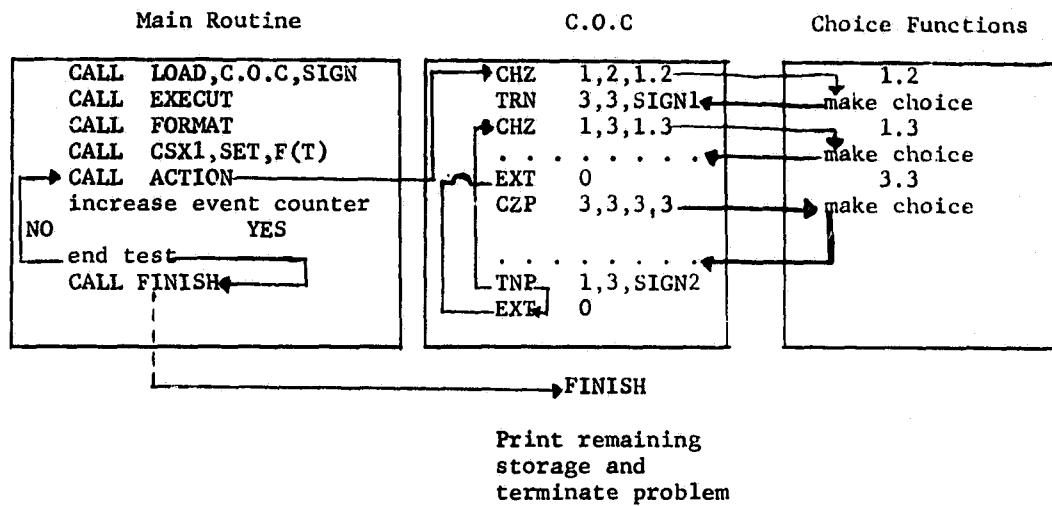 Main Routine
CALL LOAD,C.O.C,SIGN
CALL EXECUT
CALL FORMAT
CALL CSX1,SET,F(T)
CALL ACTION
increase event counter
NO YES
end test
CALL FINISH
C.O.C
CHZ 1,2,1.2
TRN 3,3,SIGN1
CHZ 1,3,1.3
. . . . . . . . .
EXT 0
CZP 3,3,3,3
. . . . . . . . .
TNP 1,3,SIGN2
EXT 0
Choice Functions
1.2
make choice
1.3
make choice
3.3
make choice
FINISH
Print remaining
storage and
terminate problem